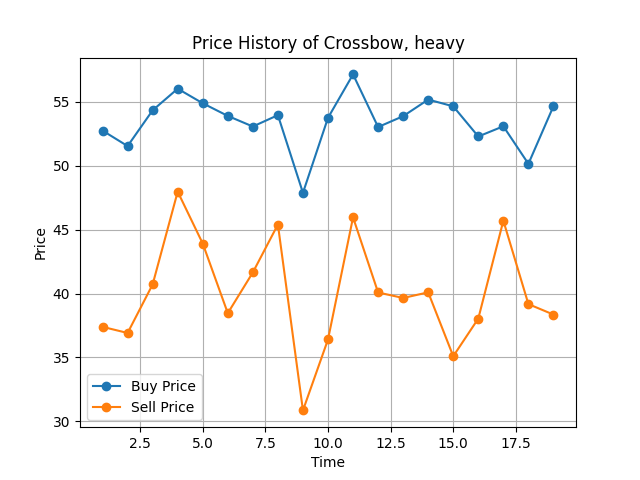 Price History of Crossbow, heavy
Price
55
50
45
40
35
30
Buy Price
Sell Price
2.5 5.0 7.5 10.0 12.5 15.0 17.5
Time